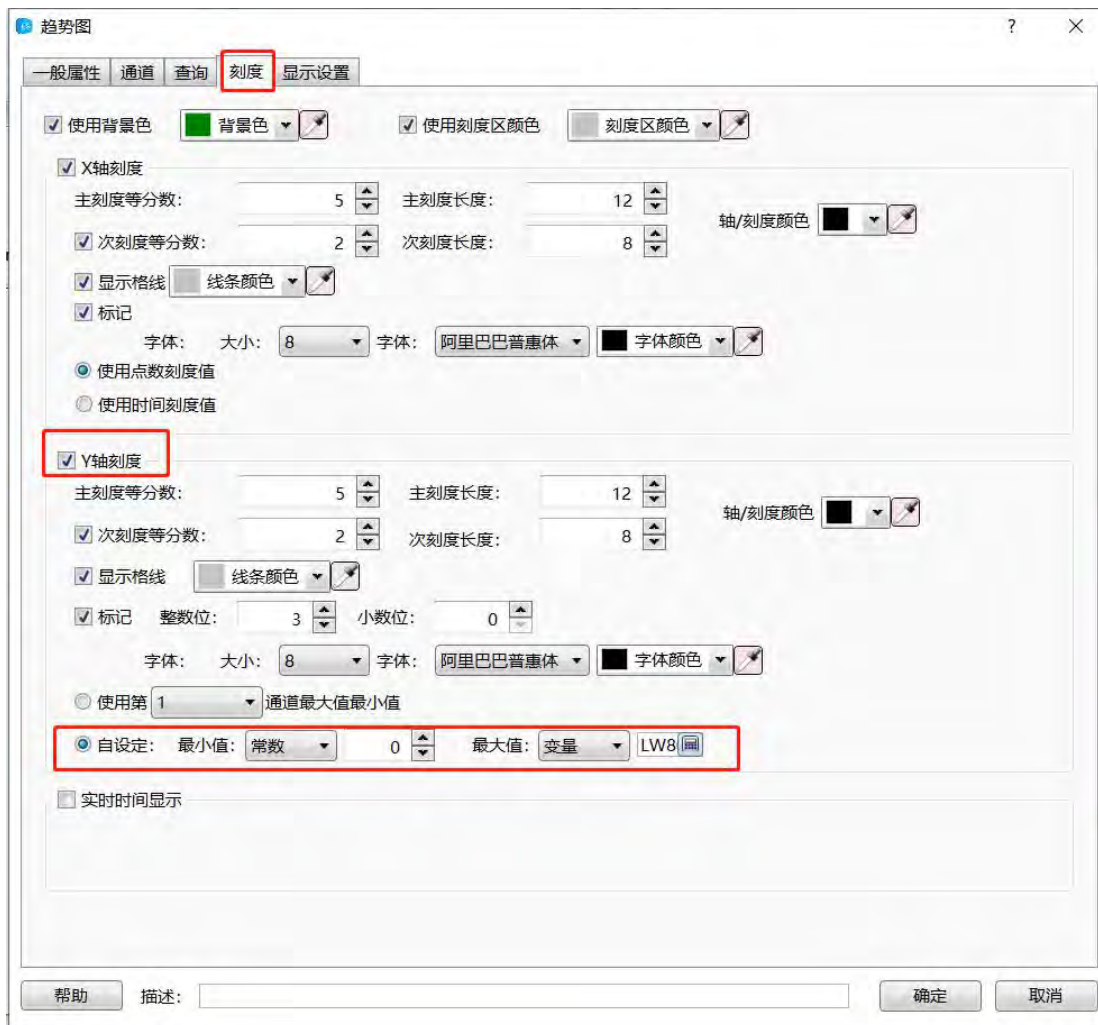 趋势图 ?
一般属性 通道 查询 刻度 显示设置
使用背景色 背景色 使用刻度区颜色 刻度区颜色
X轴刻度
主刻度等分数: 5 主刻度长度: 12 轴/刻度颜色
次刻度等分数: 2 次刻度长度: 8
显示格线 线条颜色
标记
字体: 大小: 8 字体: 阿里巴巴普惠体 字体颜色
使用点数刻度值
使用时间刻度值
Y轴刻度
主刻度等分数: 5 主刻度长度: 12 轴/刻度颜色
次刻度等分数: 2 次刻度长度: 8
显示格线 线条颜色
标记 整数位: 3 小数位: 0
字体: 大小: 8 字体: 阿里巴巴普惠体 字体颜色
使用第 1 通道最大值最小值
自设定: 最小值: 常数 0 最大值: 变量 LW8
实时时间显示
帮助 描述: 确定 取消